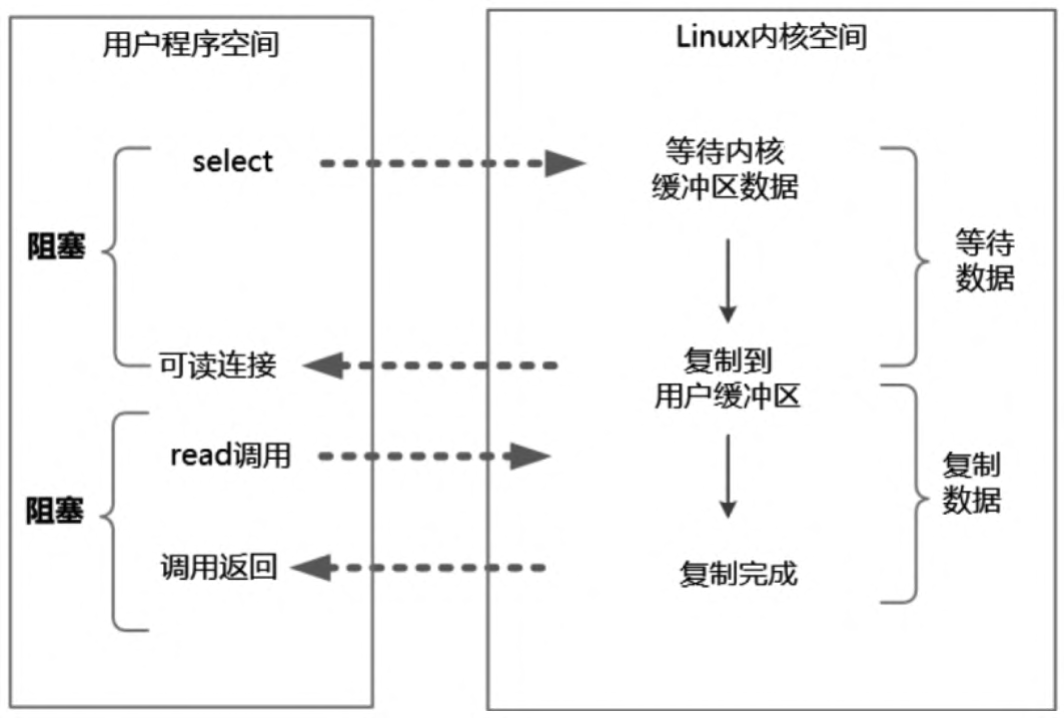 用户程序空间
Linux内核空间
select
等待内核
缓冲区数据
阻塞
等待
数据
可读连接
复制到
用户缓冲区
read调用
阻塞
复制
数据
调用返回
复制完成